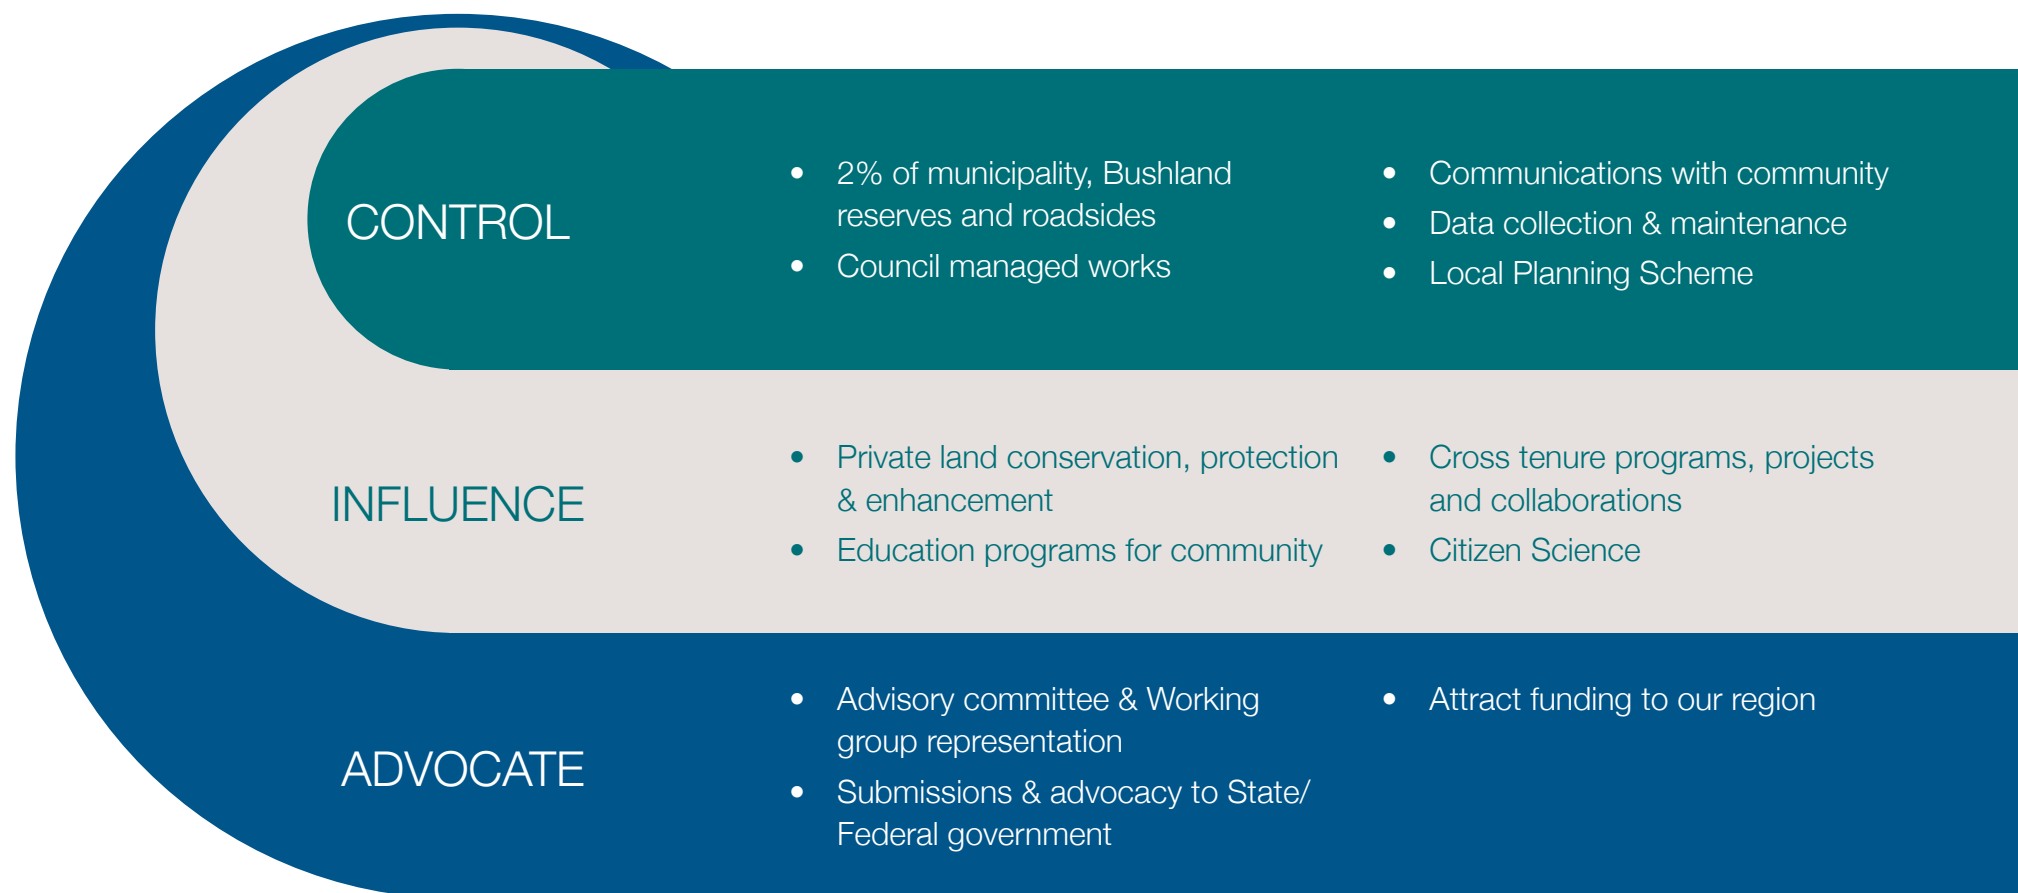 CONTROL
• 2% of municipality, Bushland
reserves and roadsides
• Council managed works
• Communications with community
• Data collection & maintenance
• Local Planning Scheme
INFLUENCE
• Private land conservation, protection
& enhancement
• Education programs for community
• Cross tenure programs, projects
and collaborations
• Citizen Science
ADVOCATE
• Advisory committee & Working
group representation
• Submissions & advocacy to State/
Federal government
• Attract funding to our region